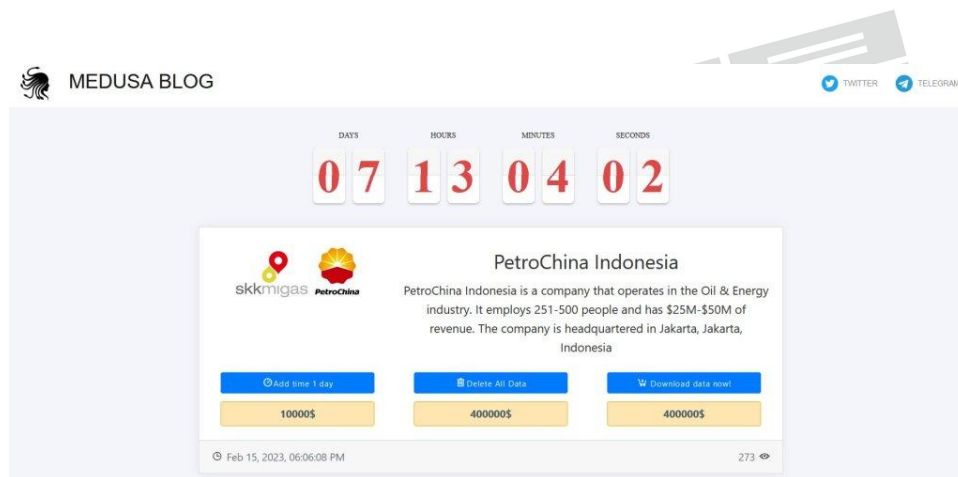 MEDUSA BLOG
TWITTER
TELEGRAM
DAYS HOURS MINUTES SECONDS
07 13 04 02
skkmigas PetroChina
PetroChina Indonesia
PetroChina Indonesia is a company that operates in the Oil & Energy
industry. It employs 251-500 people and has $25M-$50M of
revenue. The company is headquartered in Jakarta, Jakarta,
Indonesia
Add time 1 day
Delete All Data
Download data now!
10000$
400000$
400000$
Feb 15, 2023, 06:06:08 PM
273